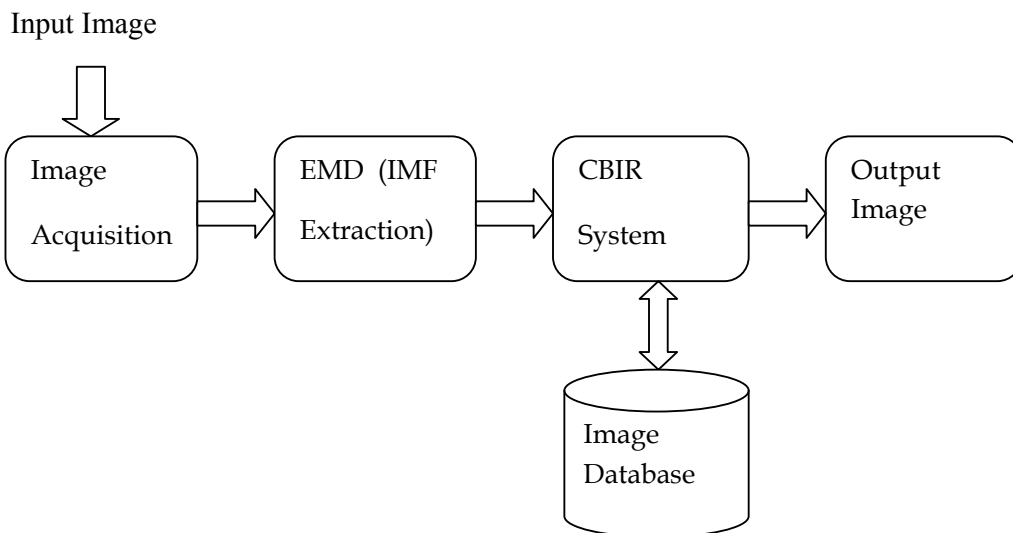 Input Image
Image
Acquisition
EMD (IMF
Extraction)
CBIR
System
Output
Image
Image
Database